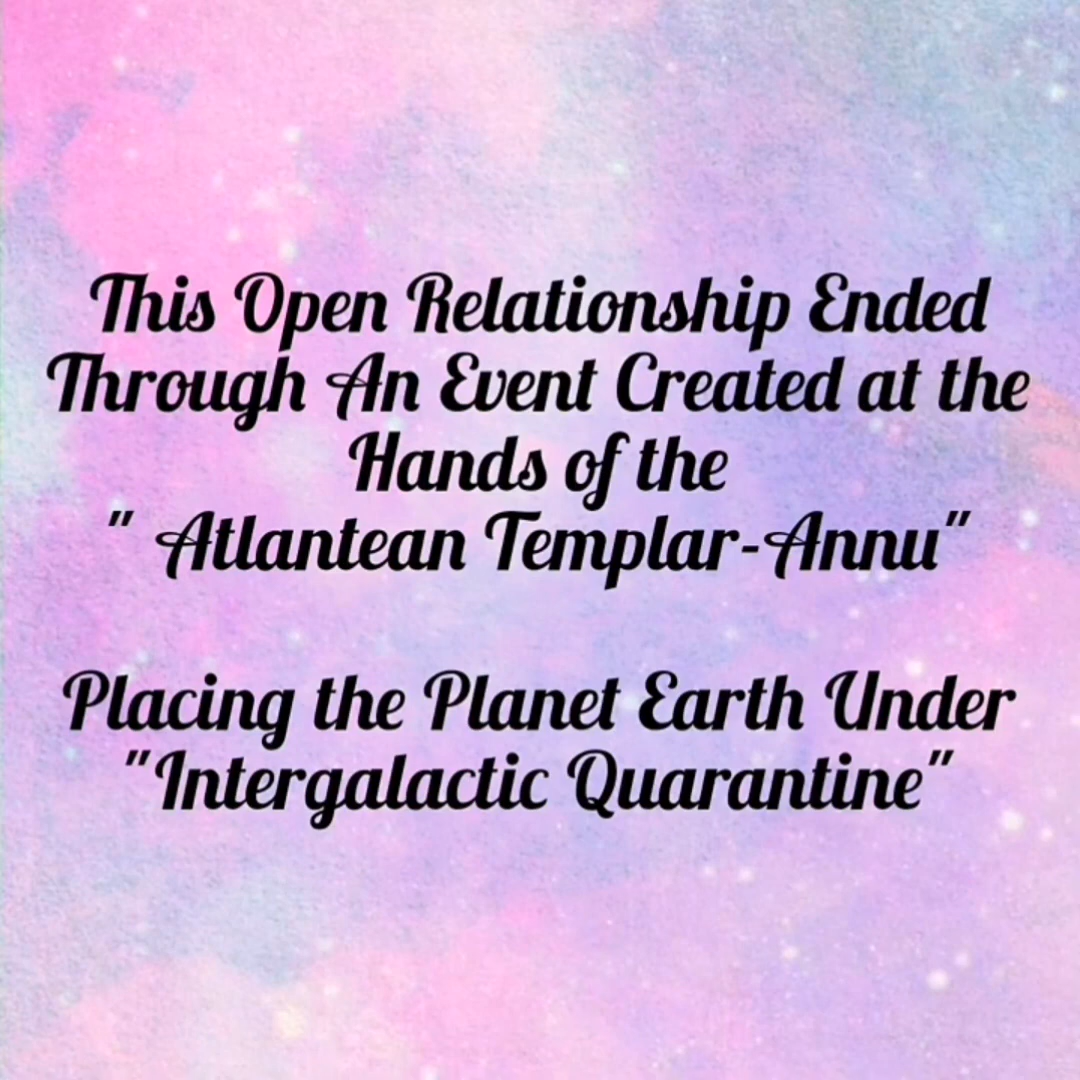 This Open Relationship Ended
Through An Event Created at the
Hands of the
" Atlantean Templar-Annu"
Placing the Planet Earth Under
"Intergalactic Quarantine"